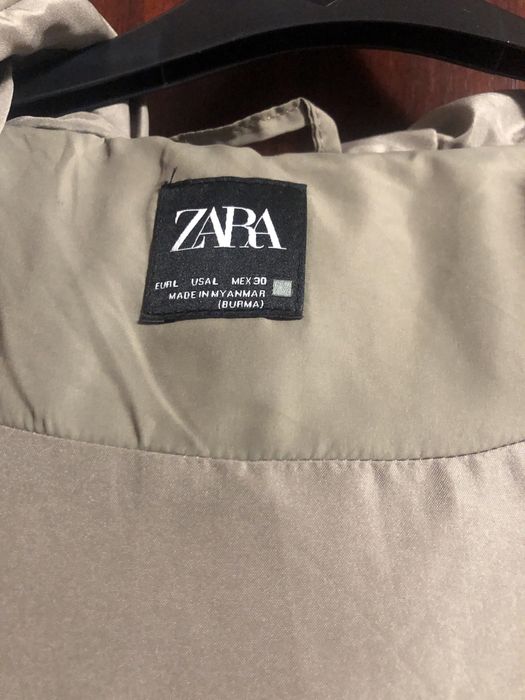 ZARA
EUR L USA L MEX 30
MADE IN MYANMAR
(BURMA)